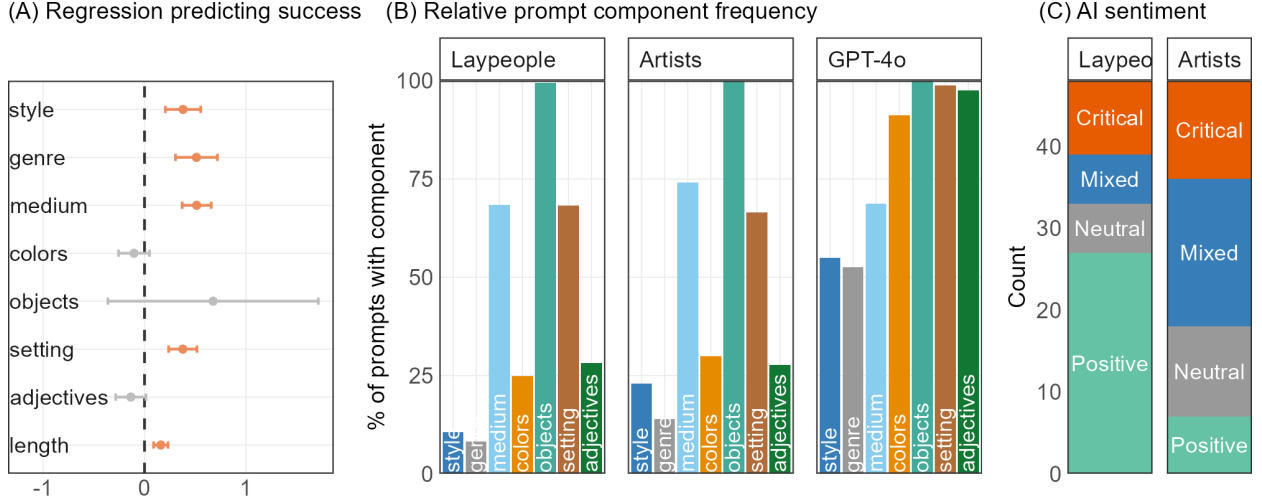 (A) Regression predicting success
style
genre
medium
colors
objects
setting
adjectives
length
-1 0 1
(B) Relative prompt component frequency
% of prompts with component
100
75
50
25
0
Laypeople
style
gen
medium
colors
objects
setting
adjectives
Artists
style
genre
medium
colors
objects
setting
adjectives
GPT-4o
style
genre
medium
colors
objects
setting
adjectives
(C) AI sentiment
Count
40
30
20
10
0
Laypeo
Critical
Mixed
Neutral
Positive
Artists
Critical
Mixed
Neutral
Positive